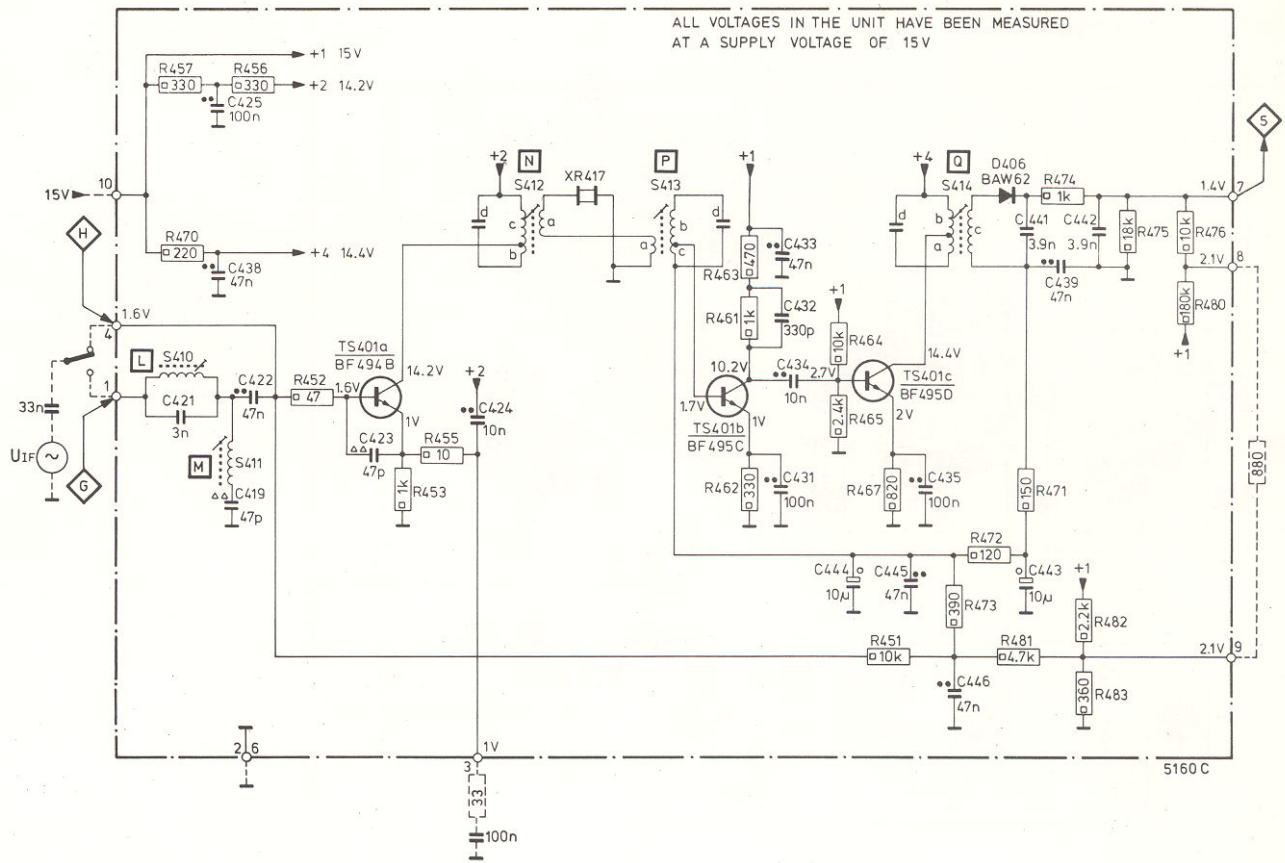 ALL VOLTAGES IN THE UNIT HAVE BEEN MEASURED
AT A SUPPLY VOLTAGE OF 15V
+1 15V
R457
330
R456
330
+2 14.2V
C425
100n
10
15V
R470
220
+4 14.4V
C438
47n
H
1.6V
4
L
S410
1
C421
3n
C422
47n
33n
UIF
G
M
S411
C419
47p
R452
47
1.6V
TS401a
BF494B
14.2V
1V
C423
47p
R455
10
R453
1k
+2
C424
10n
+2
N
S412
d
c
b
a
XR417
P
S413
a
b
c
d
+1
R463
470
C433
47n
R461
1k
C432
330p
10.2V
1.7V
1V
TS401b
BF495C
R462
330
C431
100n
C434
10n
2.7V
+1
R464
10k
R465
2.4k
14.4V
TS401c
BF495D
2V
R467
820
C435
100n
+4
Q
S414
d
b
a
c
D406
BAW62
R474
1k
C441
3.9n
C442
3.9n
C439
47n
R475
18k
R476
10k
1.4V
7
S
2.1V
8
R480
180k
+1
880
R471
150
R472
120
C444
10µ
C445
47n
R473
390
C443
10µ
+1
R482
2.2k
R451
10k
R481
4.7k
2.1V
9
C446
47n
R483
360
2
6
1V
3
33
100n
5160 C